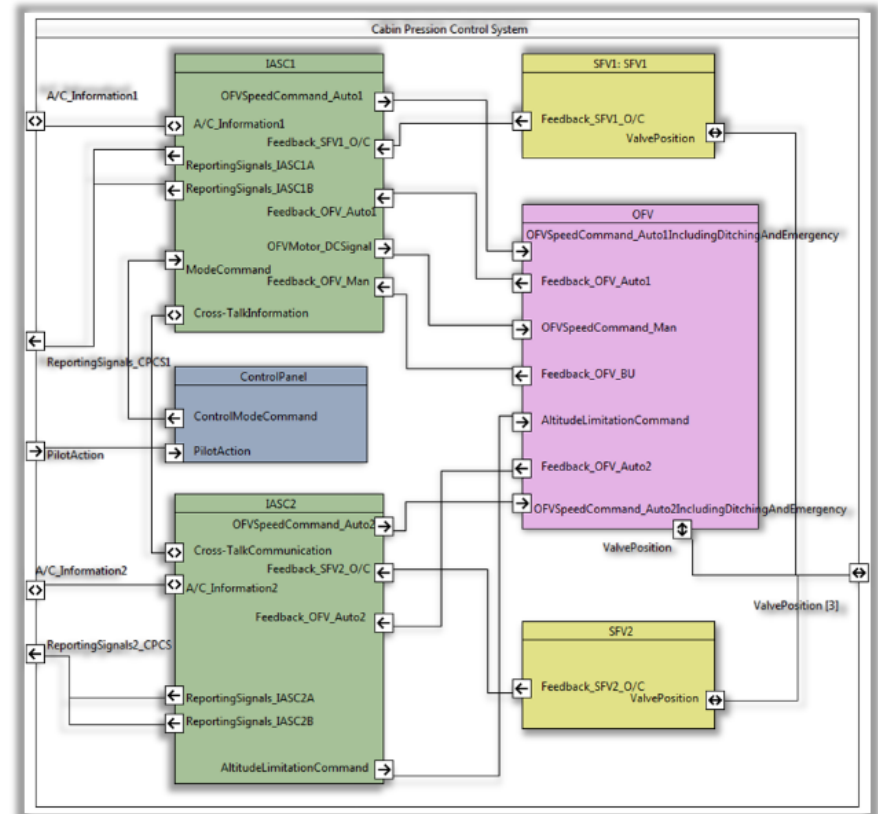 Cabin Pression Control System
IASC1
SFV1: SFV1
A/C_Information1
OFVSpeedCommand_Auto1
A/C_Information1
Feedback_SFV1_O/C
Feedback_SFV1_O/C
ValvePosition
ReportingSignals_IASC1A
ReportingSignals_IASC1B
Feedback_OFV_Auto1
OFV
OFVSpeedCommand_Auto1IncludingDitchingAndEmergency
OFVMotor_DCSignal
ModeCommand
Feedback_OFV_Man
Feedback_OFV_Auto1
Cross-TalkInformation
OFVSpeedCommand_Man
ReportingSignals_CPCS1
ControlPanel
Feedback_OFV_BU
ControlModeCommand
AltitudeLimitationCommand
PilotAction
PilotAction
Feedback_OFV_Auto2
IASC2
OFVSpeedCommand_Auto2
OFVSpeedCommand_Auto2IncludingDitchingAndEmergency
Cross-TalkCommunication
ValvePosition
A/C_Information2
Feedback_SFV2_O/C
A/C_Information2
ValvePosition [3]
Feedback_OFV_Auto2
SFV2
ReportingSignals2_CPCS
Feedback_SFV2_O/C
ValvePosition
ReportingSignals_IASC2A
ReportingSignals_IASC2B
AltitudeLimitationCommand